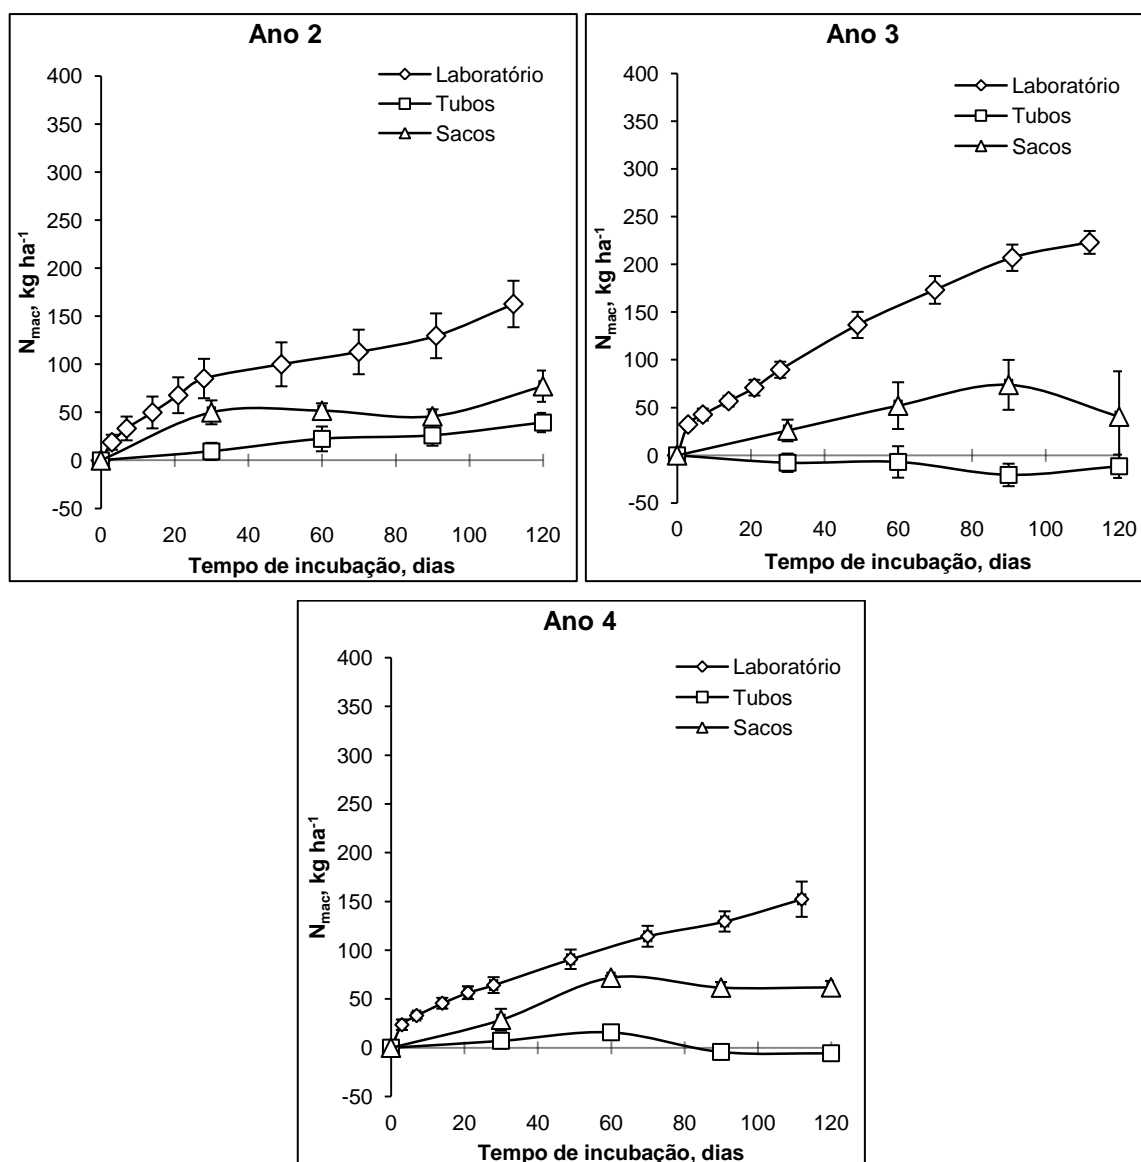 Ano 2
Laboratório
Tubos
Sacos
400
350
300
250
200
150
100
50
0
-50
N_mac, kg ha⁻¹
0 20 40 60 80 100 120
Tempo de incubação, dias
Ano 3
Laboratório
Tubos
Sacos
400
350
300
250
200
150
100
50
0
-50
N_mac, kg ha⁻¹
0 20 40 60 80 100 120
Tempo de incubação, dias
Ano 4
Laboratório
Tubos
Sacos
400
350
300
250
200
150
100
50
0
-50
N_mac, kg ha⁻¹
0 20 40 60 80 100 120
Tempo de incubação, dias